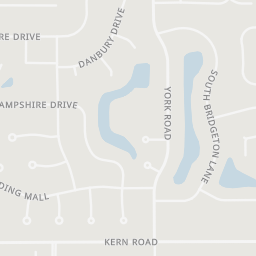 DANBURY DRIVE
RE DRIVE
AMPSHIRE DRIVE
YORK ROAD
SOUTH BRIDGETON LANE
DING MALL
KERN ROAD